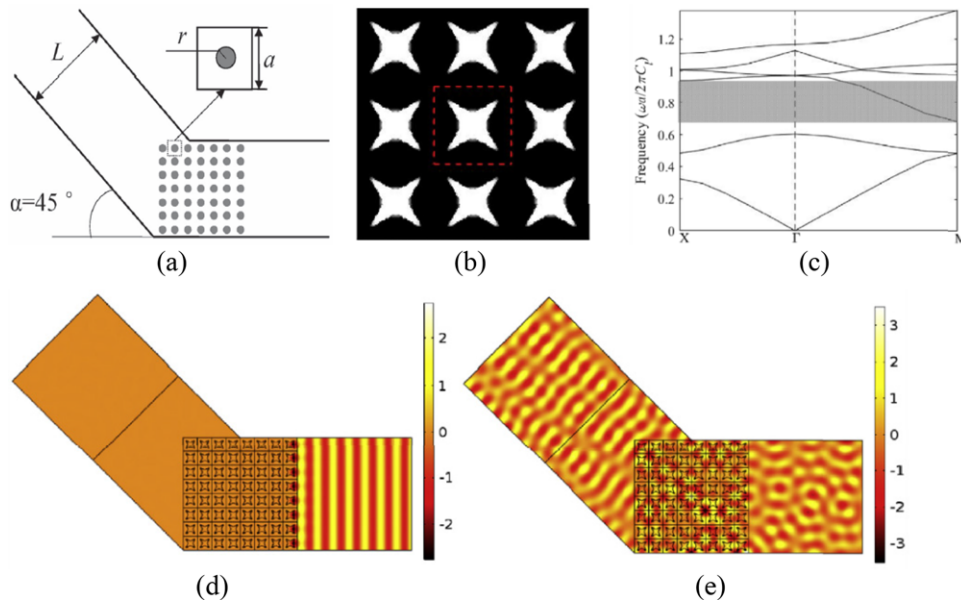 L
r
a
α=45 °
(a)
(b)
Frequency (ωa/2πCt)
1.2
1
0.8
0.6
0.4
0.2
0
X
Γ
M
(c)
2
1
0
-1
-2
(d)
3
2
1
0
-1
-2
-3
(e)